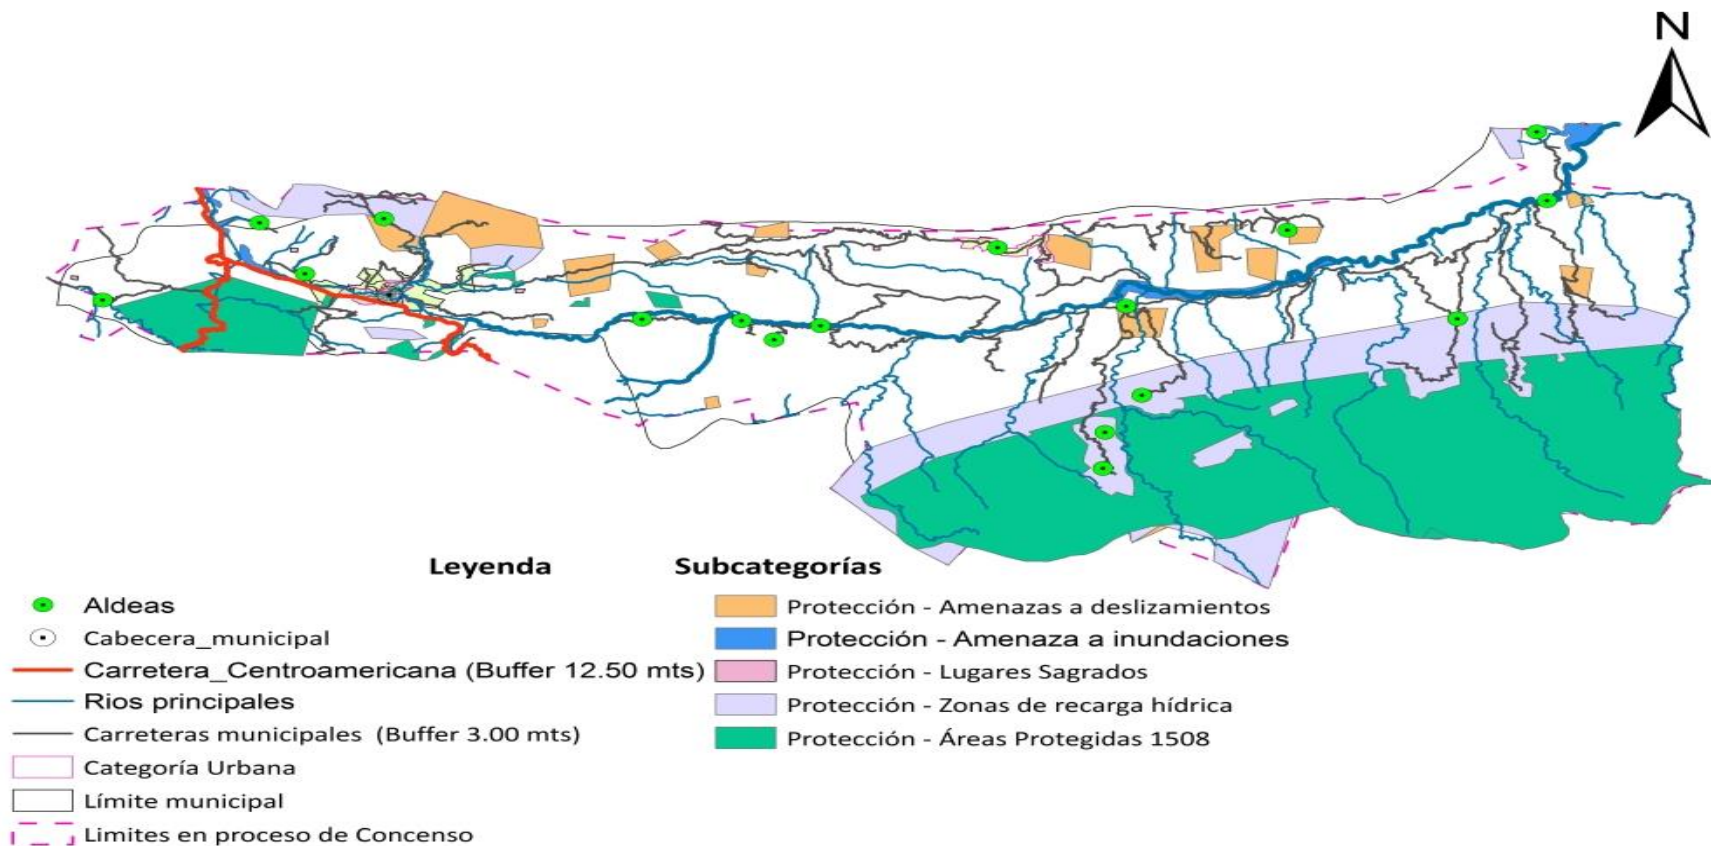 N
Leyenda
Aldeas
Cabecera_municipal
Carretera_Centroamericana (Buffer 12.50 mts)
Rios principales
Carreteras municipales (Buffer 3.00 mts)
Categoría Urbana
Límite municipal
Limites en proceso de Concenso
Subcategorías
Protección - Amenazas a deslizamientos
Protección - Amenaza a inundaciones
Protección - Lugares Sagrados
Protección - Zonas de recarga hídrica
Protección - Áreas Protegidas 1508